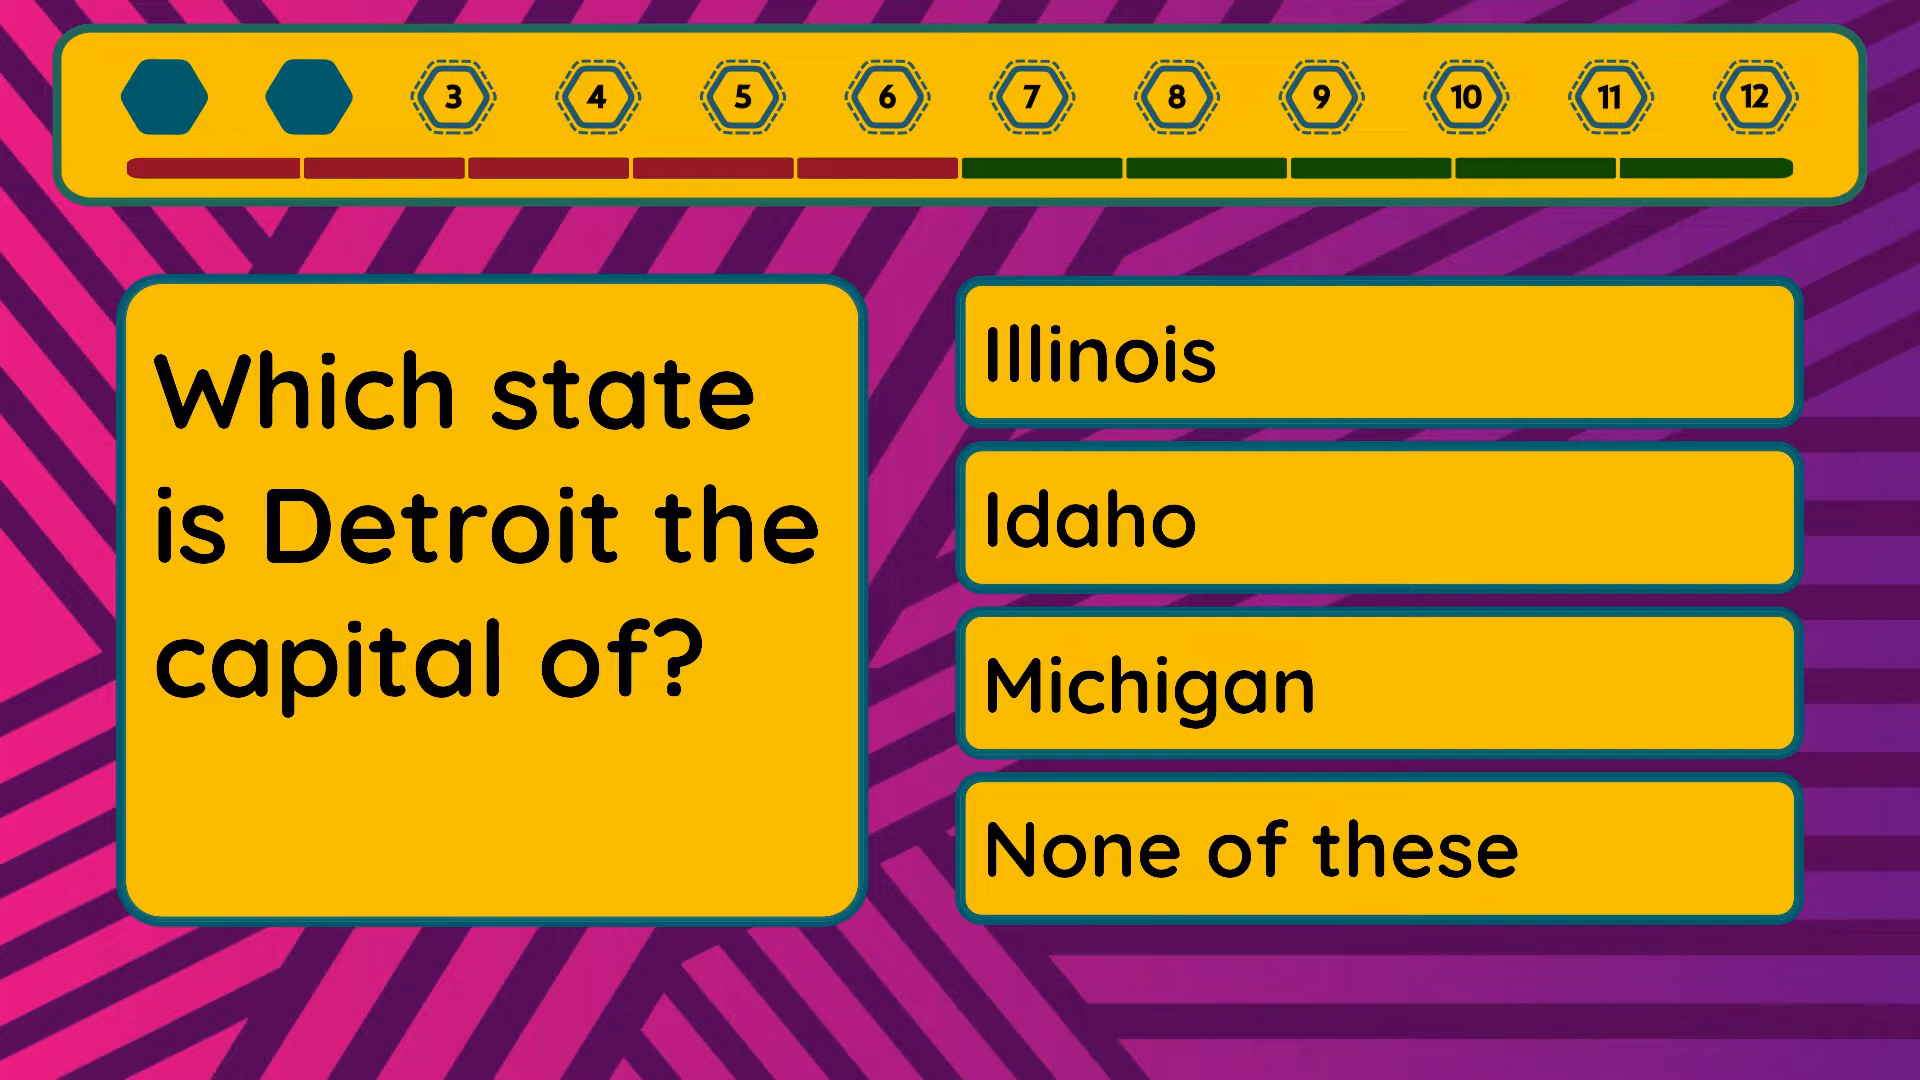 3 4 5 6 7 8 9 10 11 12
Which state
is Detroit the
capital of?
Illinois
Idaho
Michigan
None of these